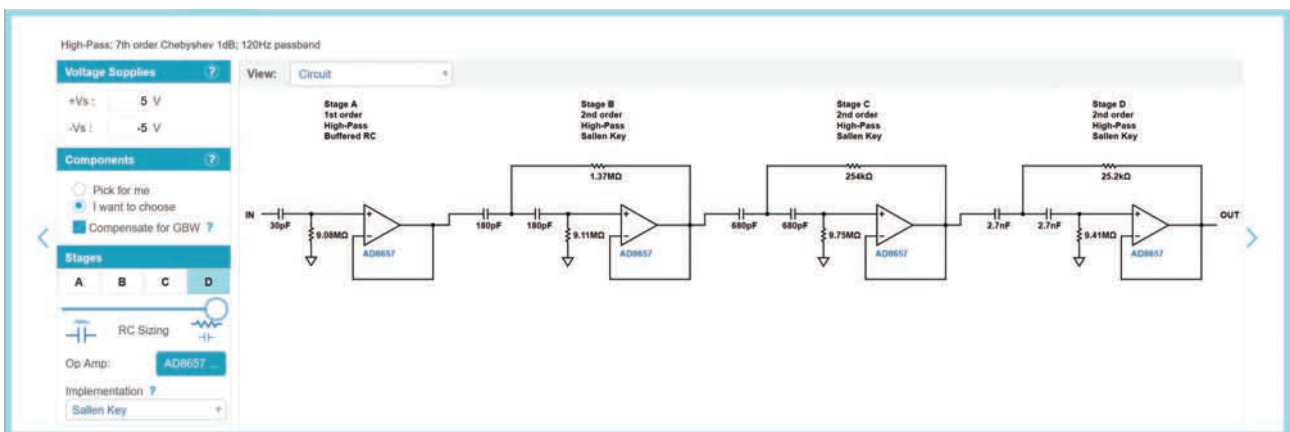 High-Pass; 7th order Chebyshev 1dB; 120Hz passband
Voltage Supplies ?
+Vs : 5 V
-Vs : -5 V
Components ?
Pick for me
I want to choose
Compensate for GBW ?
Stages
A B C D
RC Sizing
Op Amp: AD8657 ...
Implementation ?
Sallen Key
View: Circuit
Stage A
1st order
High-Pass
Buffered RC
Stage B
2nd order
High-Pass
Sallen Key
Stage C
2nd order
High-Pass
Sallen Key
Stage D
2nd order
High-Pass
Sallen Key
1.37MΩ
254kΩ
25.2kΩ
IN
30pF
9.08MΩ
AD8657
180pF
180pF
9.11MΩ
AD8657
680pF
680pF
9.75MΩ
AD8657
2.7nF
2.7nF
9.41MΩ
AD8657
OUT